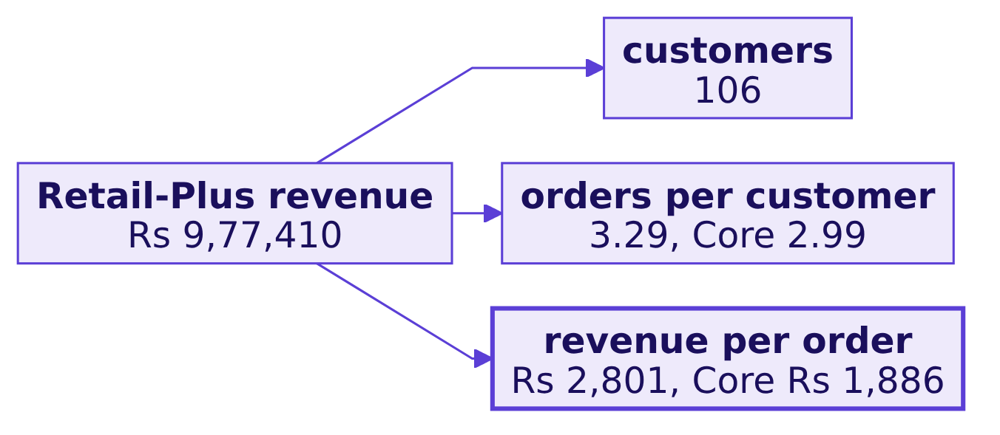 customers
106
Retail-Plus revenue
Rs 9,77,410
orders per customer
3.29, Core 2.99
revenue per order
Rs 2,801, Core Rs 1,886